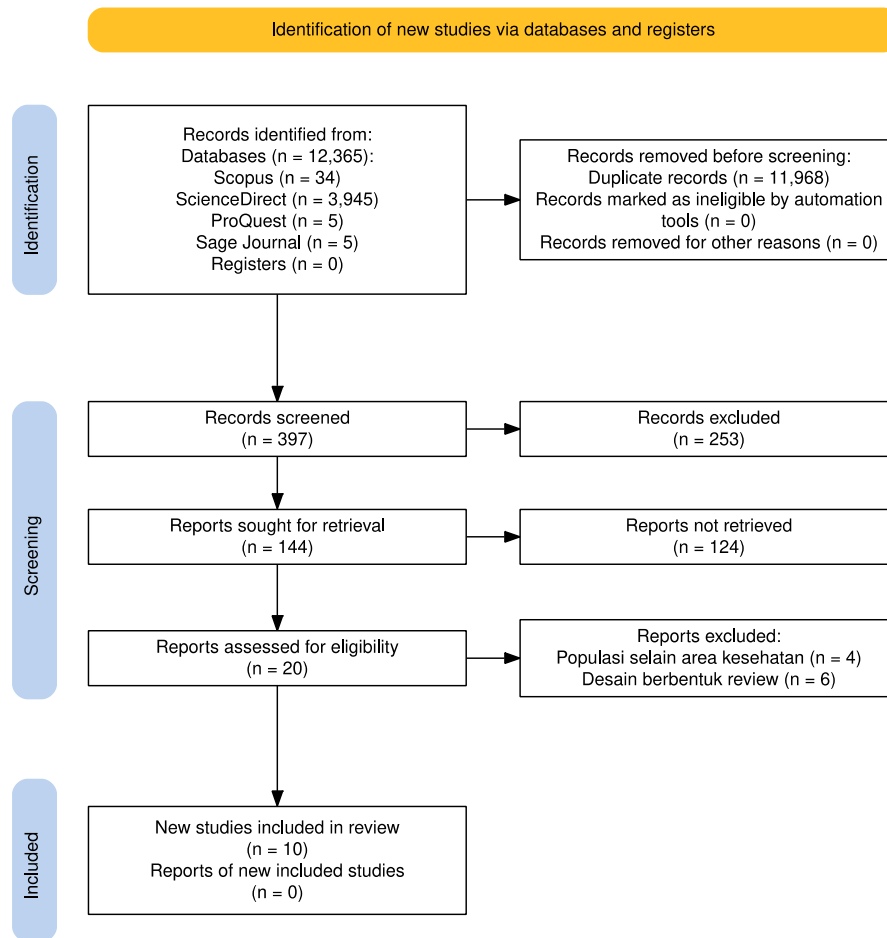 Identification of new studies via databases and registers
Identification
Records identified from:
Databases (n = 12,365):
Scopus (n = 34)
ScienceDirect (n = 3,945)
ProQuest (n = 5)
Sage Journal (n = 5)
Registers (n = 0)
Records removed before screening:
Duplicate records (n = 11,968)
Records marked as ineligible by automation
tools (n = 0)
Records removed for other reasons (n = 0)
Screening
Records screened
(n = 397)
Records excluded
(n = 253)
Reports sought for retrieval
(n = 144)
Reports not retrieved
(n = 124)
Reports assessed for eligibility
(n = 20)
Reports excluded:
Populasi selain area kesehatan (n = 4)
Desain berbentuk review (n = 6)
Included
New studies included in review
(n = 10)
Reports of new included studies
(n = 0)